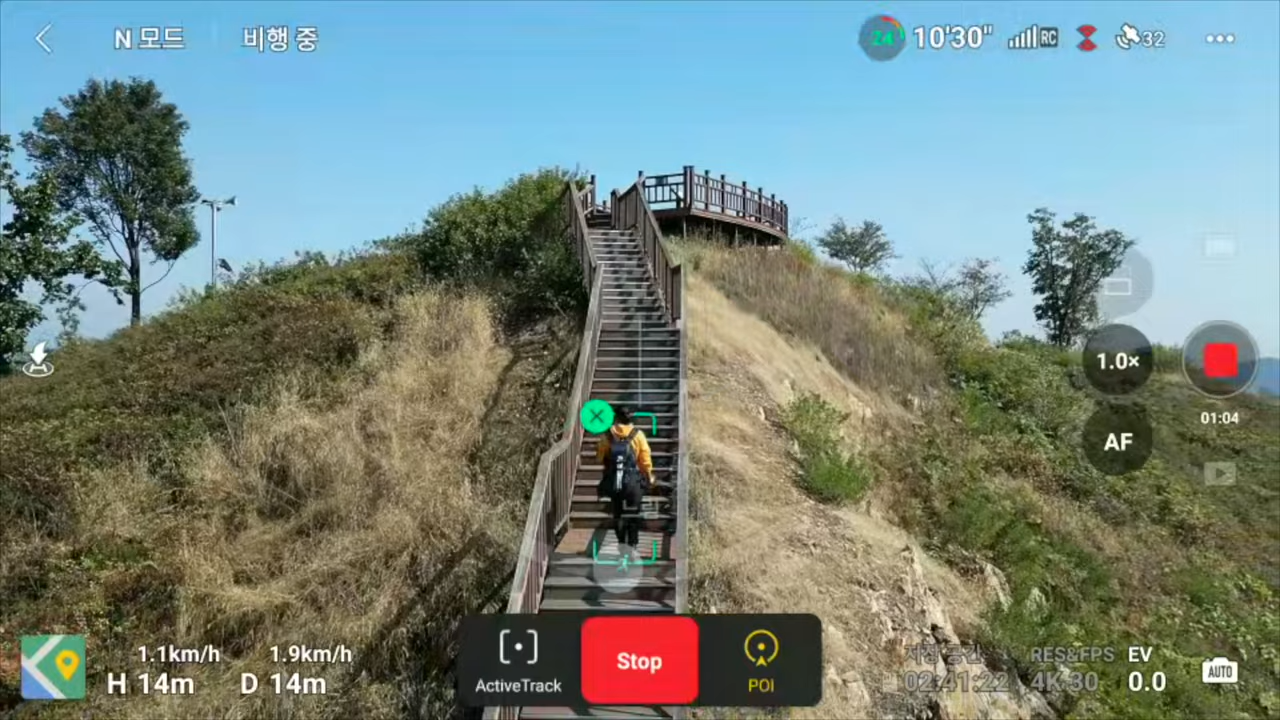 N 모드
비행 중
24
10'30"
RC
32
1.0×
01:04
AF
Stop
ActiveTrack
POI
1.1km/h
1.9km/h
H 14m
D 14m
저장 공간
02:41:22
RES&FPS
4K 30
EV
0.0
AUTO